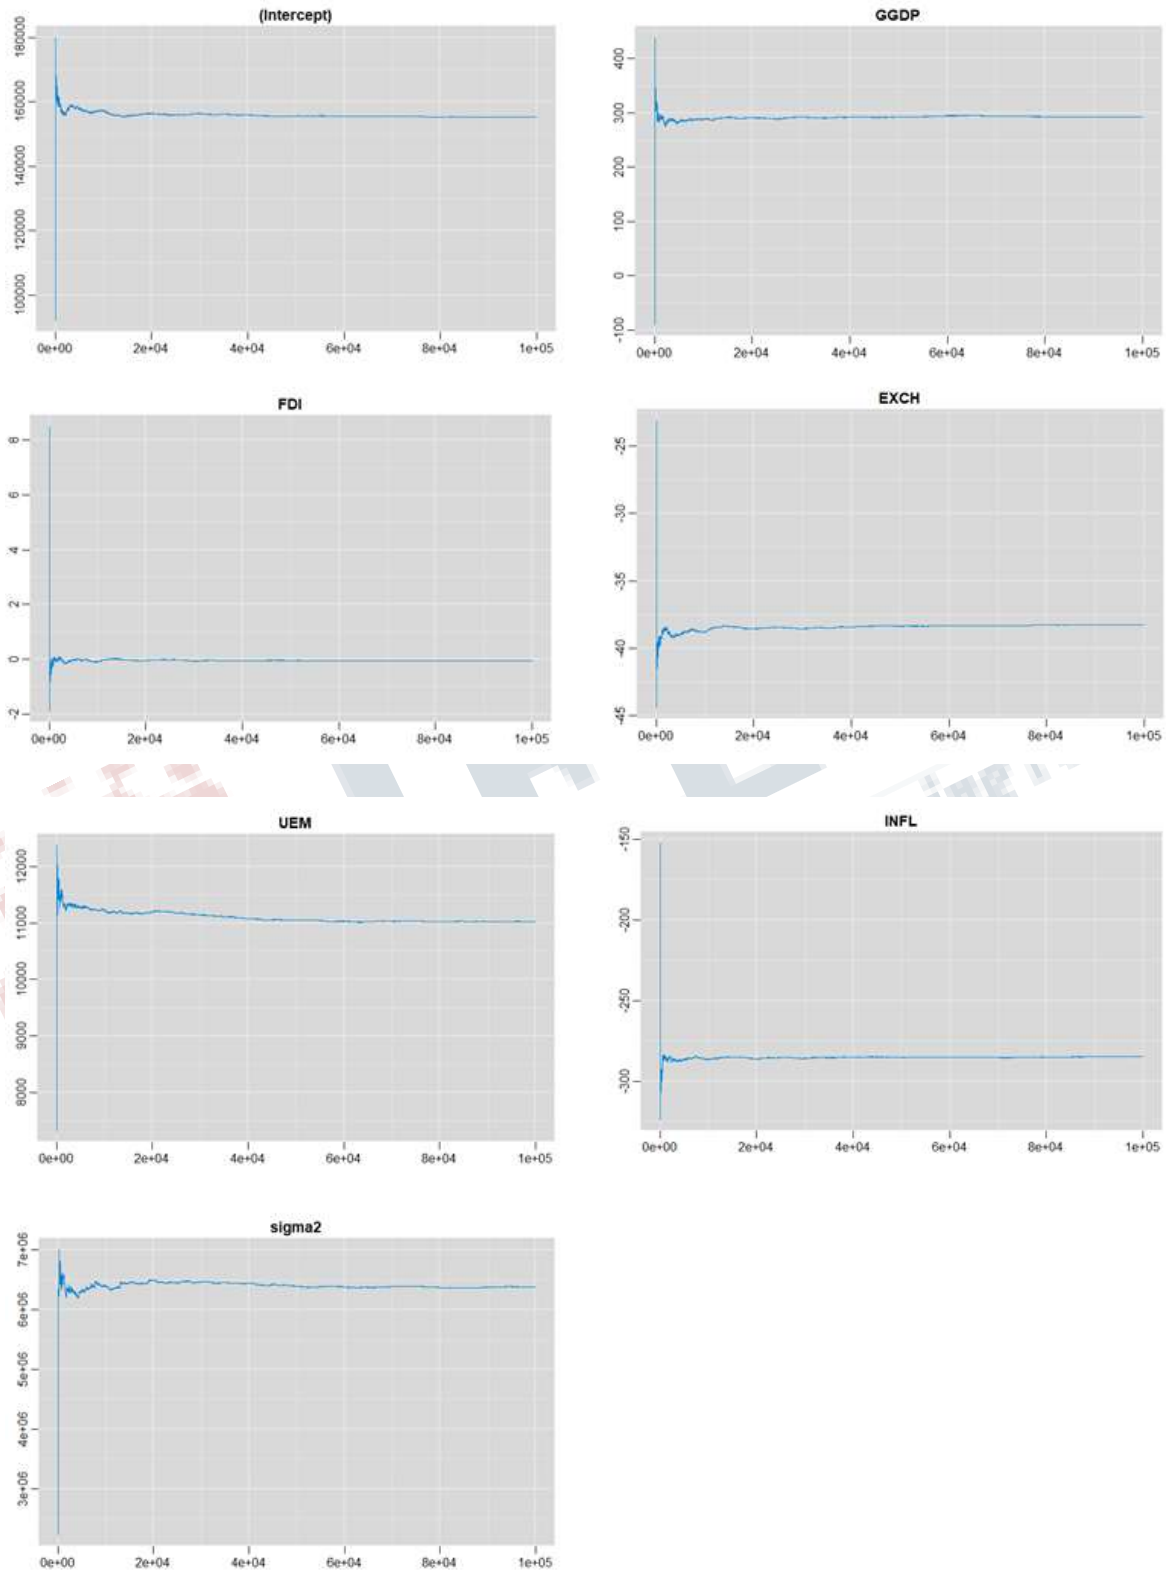 (Intercept)
180000
160000
140000
120000
100000
0e+00 2e+04 4e+04 6e+04 8e+04 1e+05
GGDP
400
300
200
100
0
-100
0e+00 2e+04 4e+04 6e+04 8e+04 1e+05
FDI
8
6
4
2
0
-2
0e+00 2e+04 4e+04 6e+04 8e+04 1e+05
EXCH
-25
-30
-35
-40
-45
0e+00 2e+04 4e+04 6e+04 8e+04 1e+05
UEM
12000
11000
10000
9000
8000
0e+00 2e+04 4e+04 6e+04 8e+04 1e+05
INFL
-150
-200
-250
-300
0e+00 2e+04 4e+04 6e+04 8e+04 1e+05
sigma2
7e+06
6e+06
5e+06
4e+06
3e+06
0e+00 2e+04 4e+04 6e+04 8e+04 1e+05